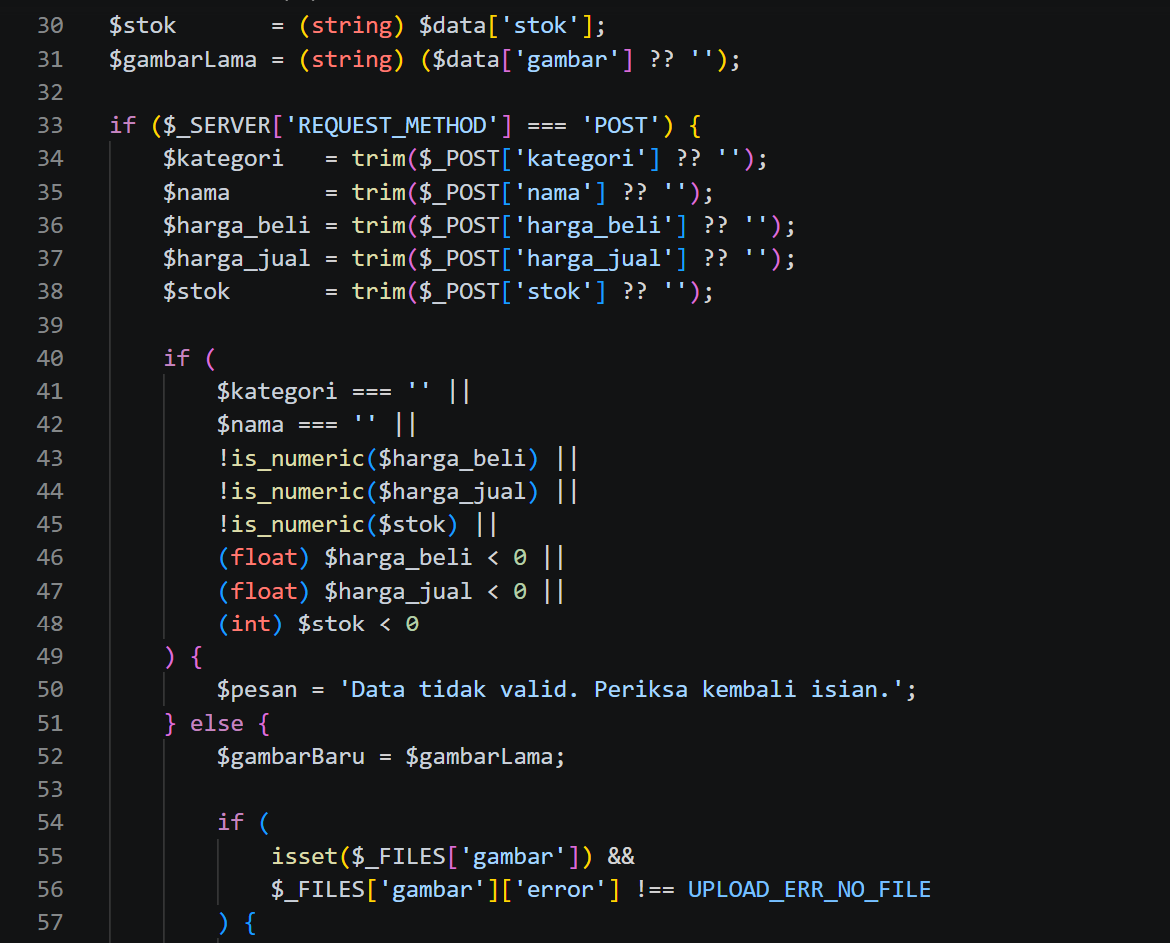 30 $stok       = (string) $data['stok'];
31 $gambarLama = (string) ($data['gambar'] ?? '');
32
33 if ($_SERVER['REQUEST_METHOD'] === 'POST') {
34     $kategori   = trim($_POST['kategori'] ?? '');
35     $nama       = trim($_POST['nama'] ?? '');
36     $harga_beli = trim($_POST['harga_beli'] ?? '');
37     $harga_jual = trim($_POST['harga_jual'] ?? '');
38     $stok       = trim($_POST['stok'] ?? '');
39
40     if (
41         $kategori === '' ||
42         $nama === '' ||
43         !is_numeric($harga_beli) ||
44         !is_numeric($harga_jual) ||
45         !is_numeric($stok) ||
46         (float) $harga_beli < 0 ||
47         (float) $harga_jual < 0 ||
48         (int) $stok < 0
49     ) {
50         $pesan = 'Data tidak valid. Periksa kembali isian.';
51     } else {
52         $gambarBaru = $gambarLama;
53
54         if (
55             isset($_FILES['gambar']) &&
56             $_FILES['gambar']['error'] !== UPLOAD_ERR_NO_FILE
57         ) {